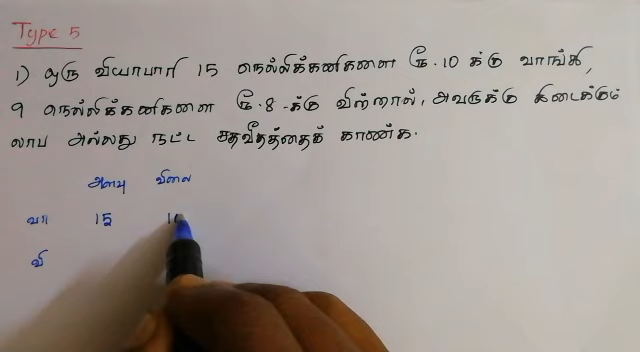 Type 5
1) ஒரு வியாபாரி 15 நெல்லிக்கனிகளை ரூ.10 க்கு வாங்கி,
9 நெல்லிக்கனிகளை ரூ.8-க்கு விற்றால், அவருக்கு கிடைக்கும்
லாப அல்லது நட்ட சதவீதத்தைக் காண்க.
அளவு விலை
வா 15 10
வி